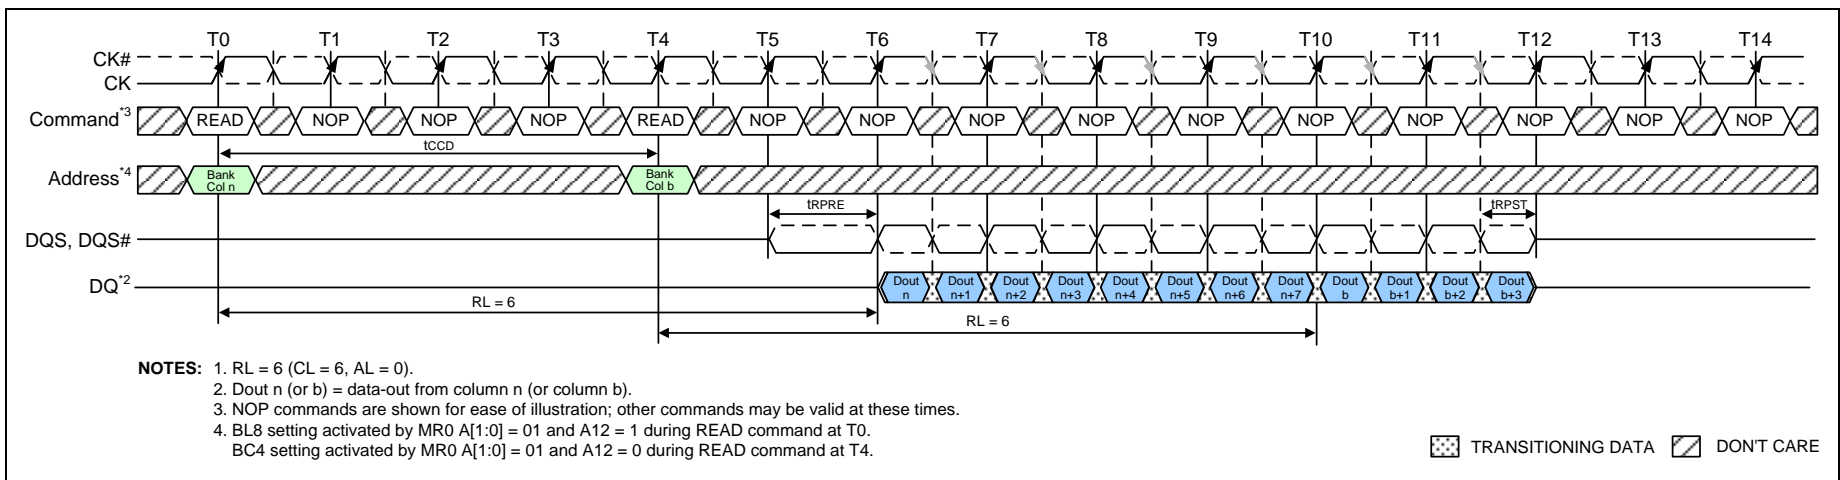 T0 T1 T2 T3 T4 T5 T6 T7 T8 T9 T10 T11 T12 T13 T14
CK#
CK
Command*3 READ NOP NOP NOP READ NOP NOP NOP NOP NOP NOP NOP NOP NOP NOP
tCCD
Address*4 Bank Col n Bank Col b
tRPRE tRPST
DQS, DQS#
DQ*2 Dout n Dout n+1 Dout n+2 Dout n+3 Dout n+4 Dout n+5 Dout n+6 Dout n+7 Dout b Dout b+1 Dout b+2 Dout b+3
RL = 6
RL = 6
NOTES: 1. RL = 6 (CL = 6, AL = 0).
2. Dout n (or b) = data-out from column n (or column b).
3. NOP commands are shown for ease of illustration; other commands may be valid at these times.
4. BL8 setting activated by MR0 A[1:0] = 01 and A12 = 1 during READ command at T0.
BC4 setting activated by MR0 A[1:0] = 01 and A12 = 0 during READ command at T4.
TRANSITIONING DATA DON'T CARE